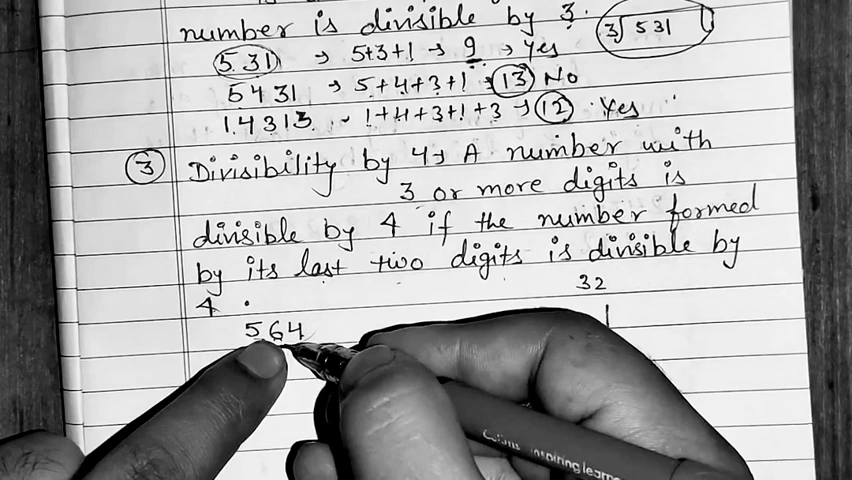 number is divisible by 3.
531 → 5+3+1 → 9 → yes
3√531
5431 → 5+4+3+1 → 13 No
14313 - 1+4+3+1+3 → 12 Yes
3 Divisibility by 4→ A number with
3 or more digits is
divisible by 4 if the number formed
by its last two digits is divisible by
4.
32
564
inspiring learn